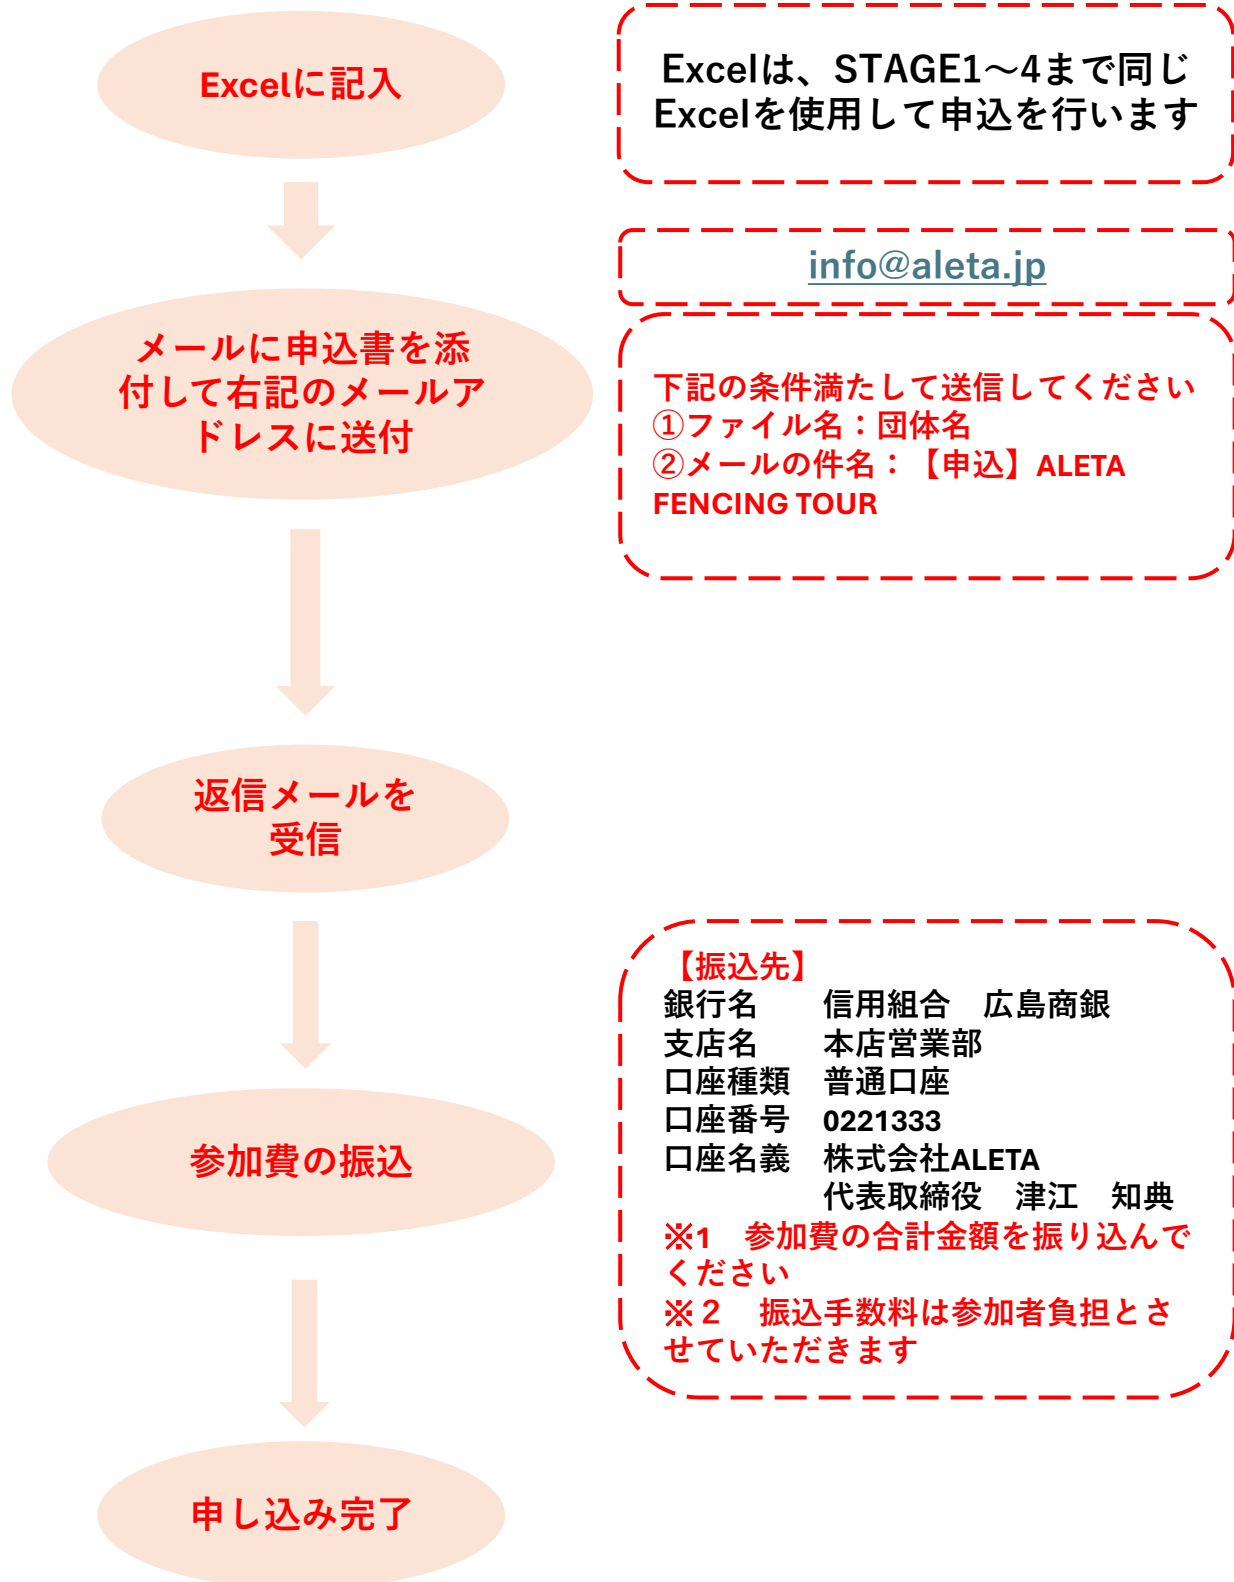 Excelに記入
Excelは、STAGE1～4まで同じ
Excelを使用して申込を行います
info@aleta.jp
メールに申込書を添
付して右記のメールア
ドレスに送付
下記の条件満たして送信してください
①ファイル名：団体名
②メールの件名：【申込】ALETA
FENCING TOUR
返信メールを
受信
参加費の振込
【振込先】
銀行名　　信用組合　広島商銀
支店名　　本店営業部
口座種類　普通口座
口座番号　0221333
口座名義　株式会社ALETA
代表取締役　津江　知典
※1　参加費の合計金額を振り込んで
ください
※２　振込手数料は参加者負担とさ
せていただきます
申し込み完了